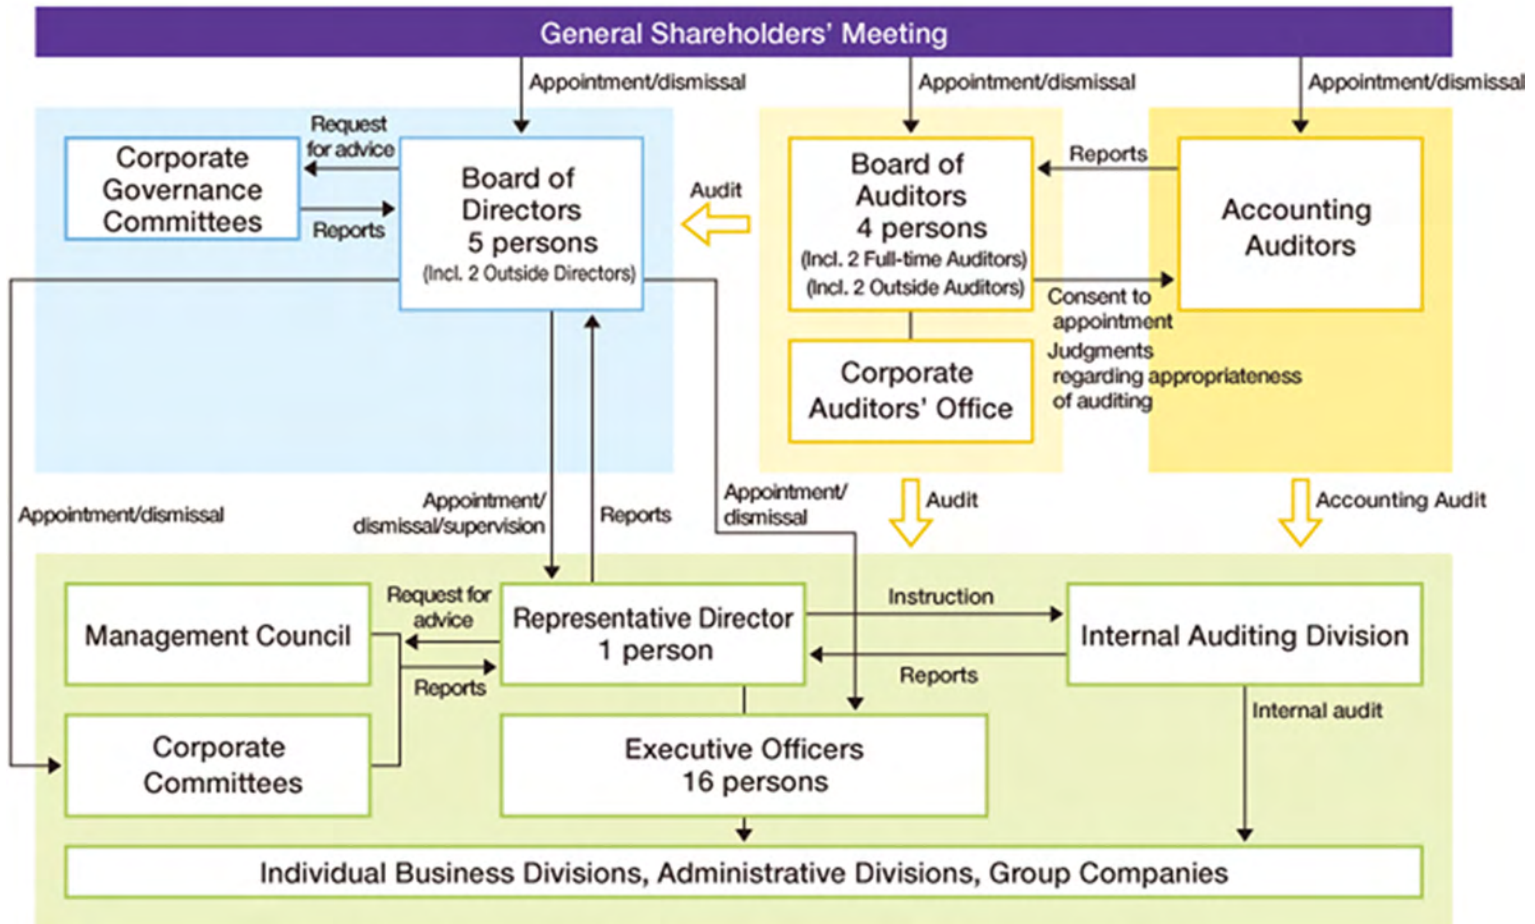 General Shareholders' Meeting
Appointment/dismissal
Appointment/dismissal
Appointment/dismissal
Corporate
Governance
Committees
Request
for advice
Reports
Board of
Directors
5 persons
(Incl. 2 Outside Directors)
Audit
Board of
Auditors
4 persons
(Incl. 2 Full-time Auditors)
(Incl. 2 Outside Auditors)
Reports
Accounting
Auditors
Consent to
appointment
Judgments
regarding appropriateness
of auditing
Corporate
Auditors' Office
Appointment/dismissal
Appointment/
dismissal/supervision
Reports
Appointment/
dismissal
Audit
Accounting Audit
Management Council
Request for
advice
Reports
Representative Director
1 person
Instruction
Reports
Internal Auditing Division
Internal audit
Corporate
Committees
Executive Officers
16 persons
Individual Business Divisions, Administrative Divisions, Group Companies